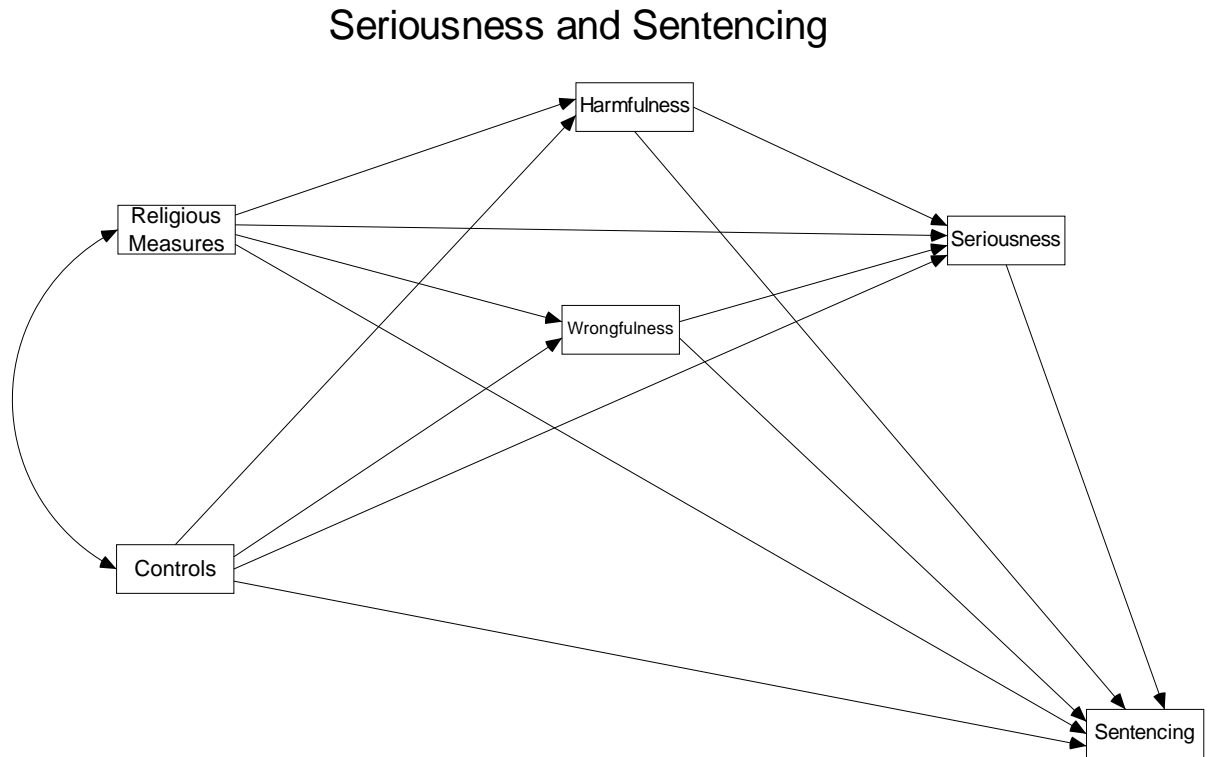 Seriousness and Sentencing
Harmfulness
Religious
Measures
Seriousness
Wrongfulness
Controls
Sentencing